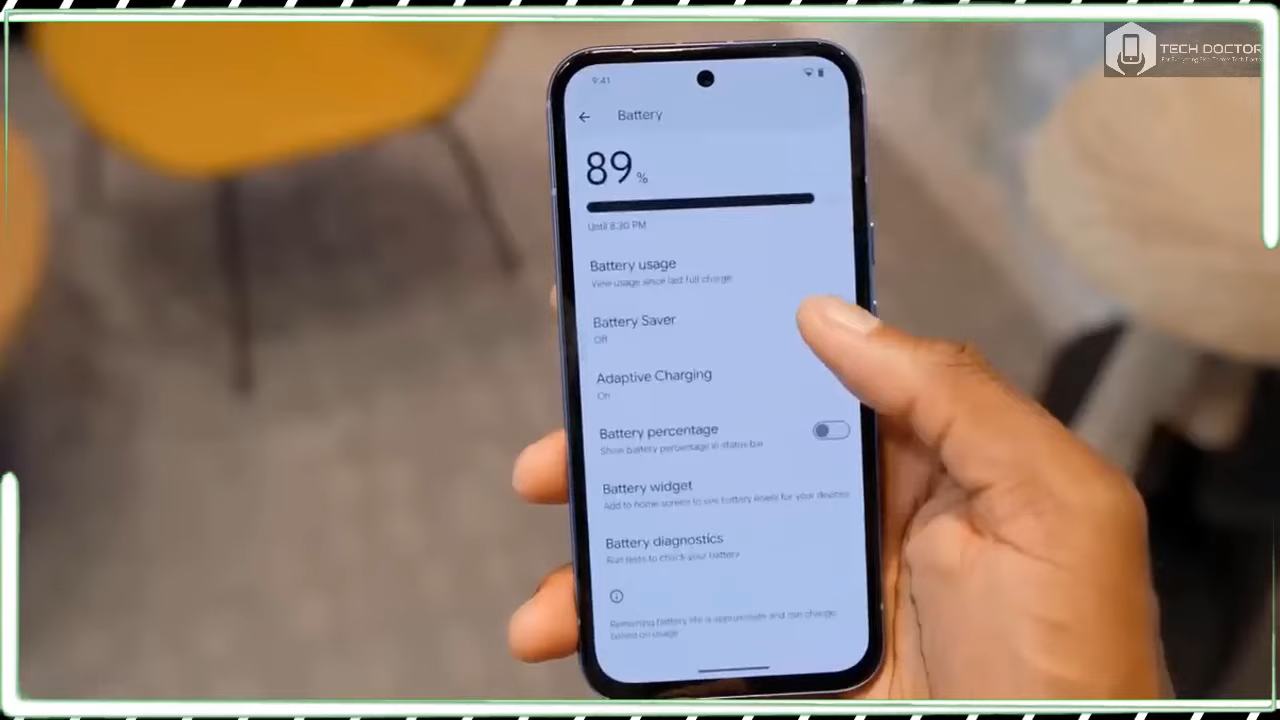 TECH DOCTOR
9:41
Battery
89%
Until 8:30 PM
Battery usage
View usage since last full charge
Battery Saver
Off
Adaptive Charging
On
Battery percentage
Show battery percentage in status bar
Battery widget
Add to home screen to see battery levels for your devices
Battery diagnostics
Run tests to check your battery
Remaining battery life is approximate and can change
based on usage